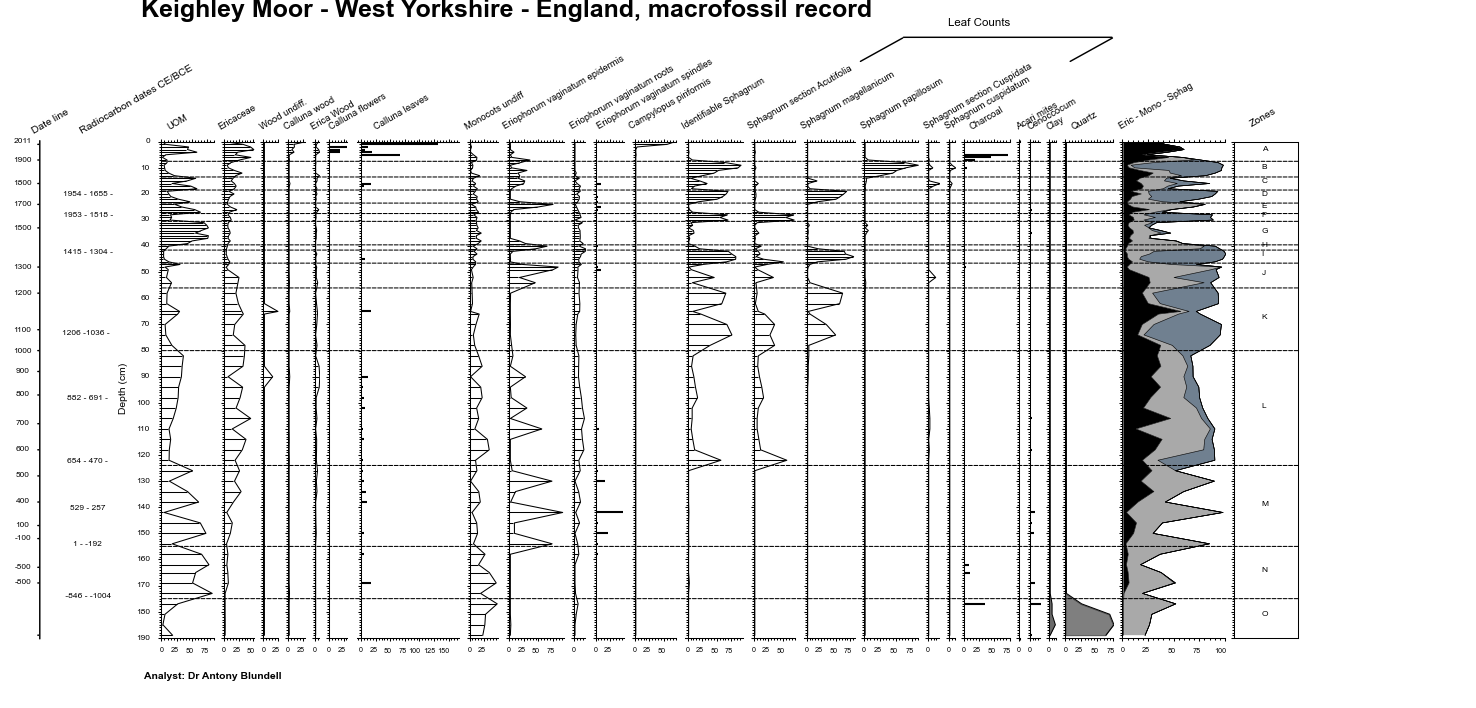 Keighley Moor - West Yorkshire - England, macrofossil record
Leaf Counts
Date line
Radiocarbon dates CE/BCE
UOM
Ericaceae
Wood undiff.
Calluna wood
Erica Wood
Calluna flowers
Calluna leaves
Monocots undiff
Eriophorum vaginatum epidermis
Eriophorum vaginatum roots
Eriophorum vaginatum spindles
Campylopus piriformis
Identifiable Sphagnum
Sphagnum section Acutifolia
Sphagnum magellanicum
Sphagnum papillosum
Sphagnum section Cuspidata
Sphagnum cuspidatum
Charcoal
Acari mites
Cenoccocum
Clay
Quartz
Eric - Mono - Sphag
Zones
2011
1900
1800
1700
1500
1300
1200
1100
1000
900
800
700
600
500
400
100
-100
-500
-800
1954 - 1655 -
1953 - 1518 -
1415 - 1304 -
1206 -1036 -
882 - 691 -
654 - 470 -
529 - 257
1 - -192
-846 - -1004
Depth (cm)
0
10
20
30
40
50
60
70
80
90
100
110
120
130
140
150
160
170
180
190
A
B
C
D
E
F
G
H
I
J
K
L
M
N
O
0 25 50 75
0 25 50
0 25
0
0
0 25
0 25 50 75 100 125 150
0 25
0 25 50 75
0
0 25
0 25 50 75
0 25 50 75
0 25 50 75
0 25 50 75
0 25 50 75
0
0
0 25 50 75
0
0
0
0 25 50 75
0 25 50 75 100
Analyst: Dr Antony Blundell